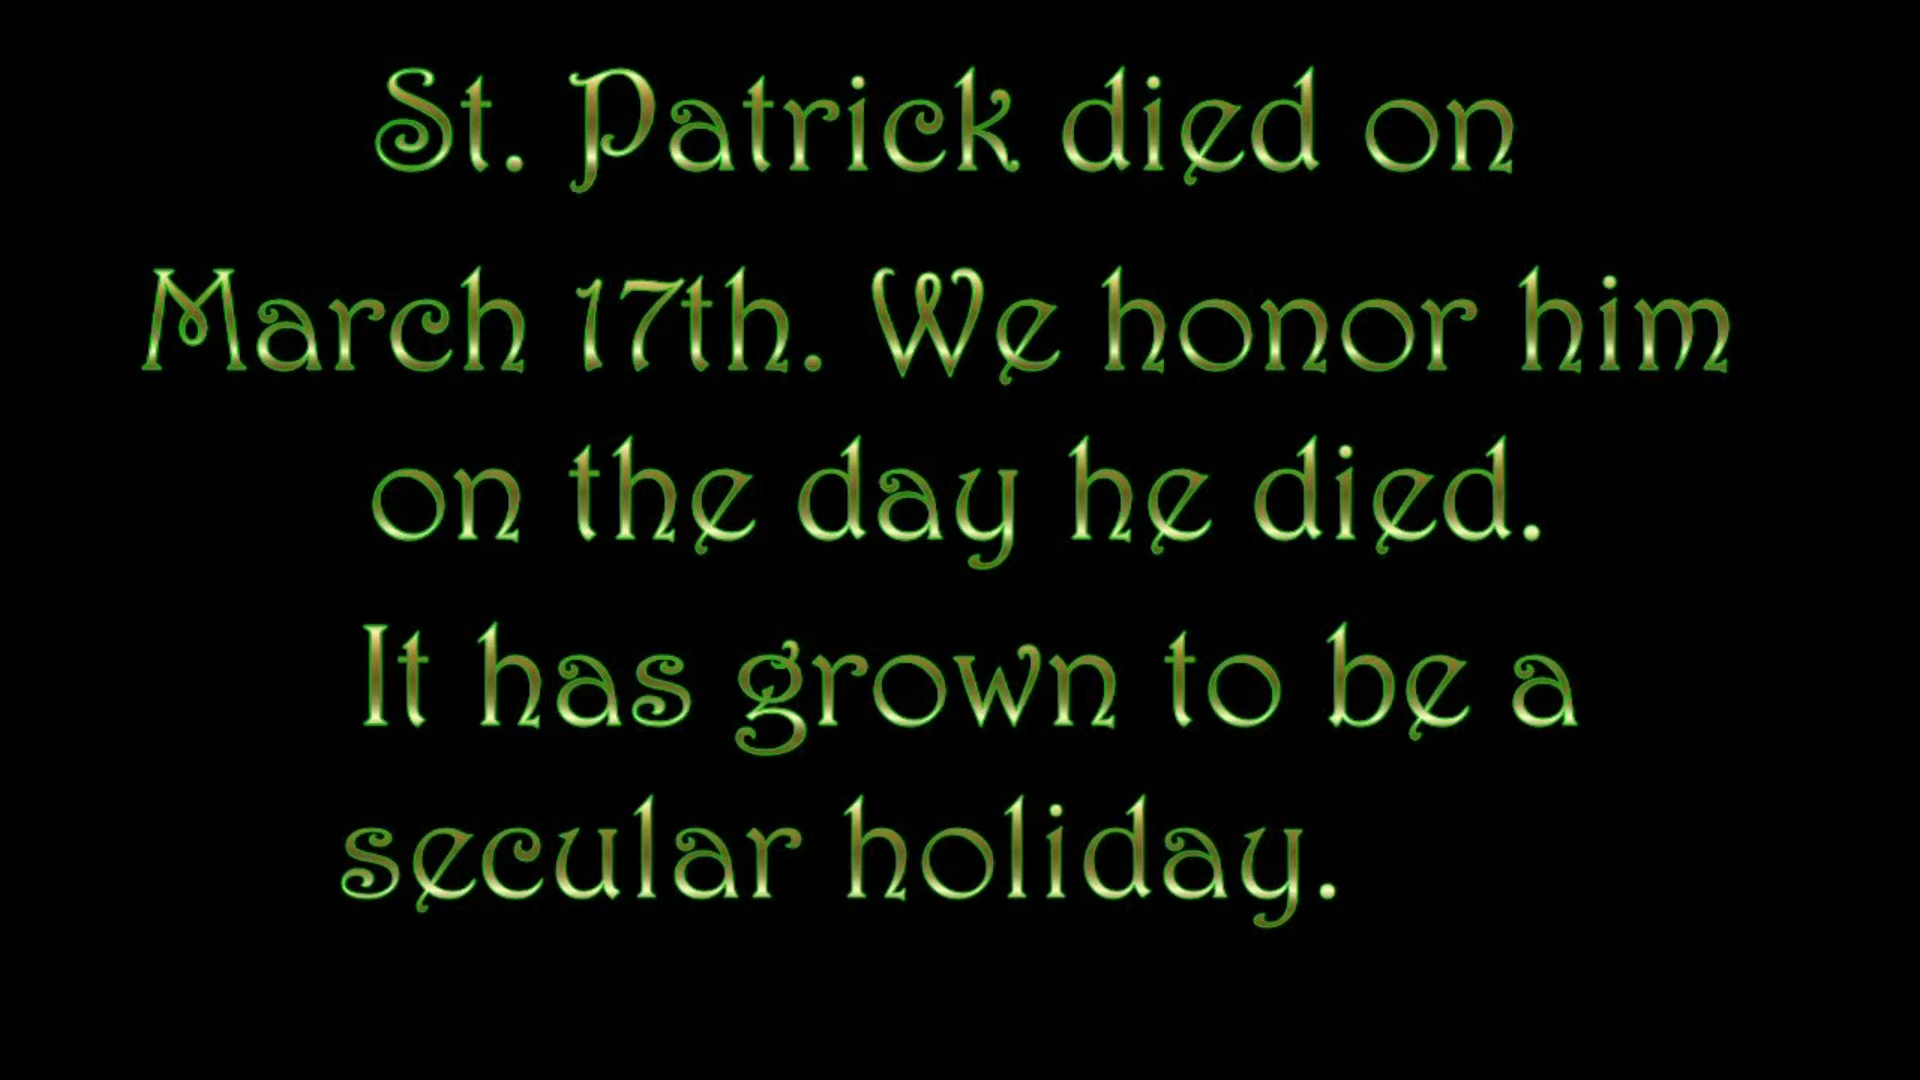 St. Patrick died on
March 17th. We honor him
on the day he died.
It has grown to be a
secular holiday.